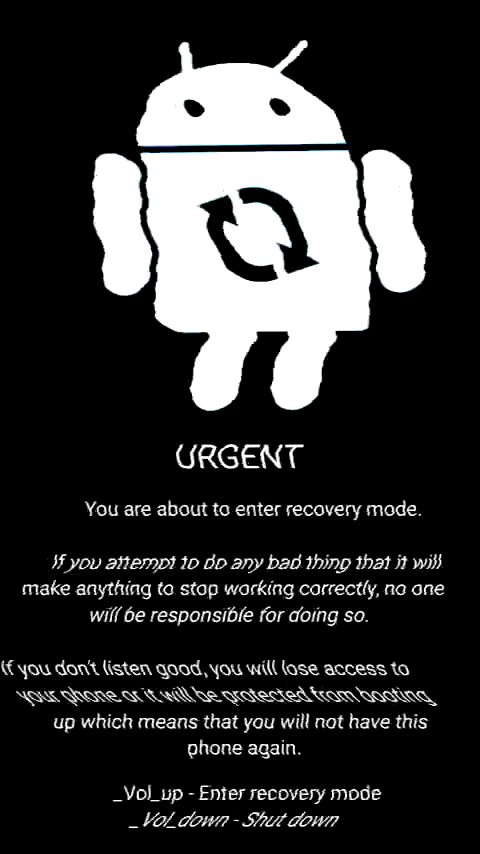 URGENT
You are about to enter recovery mode.
If you attempt to do any bad thing that it will
make anything to stop working correctly, no one
will be responsible for doing so.
If you don't listen good, you will lose access to
your phone or it will be protected from booting
up which means that you will not have this
phone again.
_Vol_up - Enter recovery mode
_Vol_down - Shut down